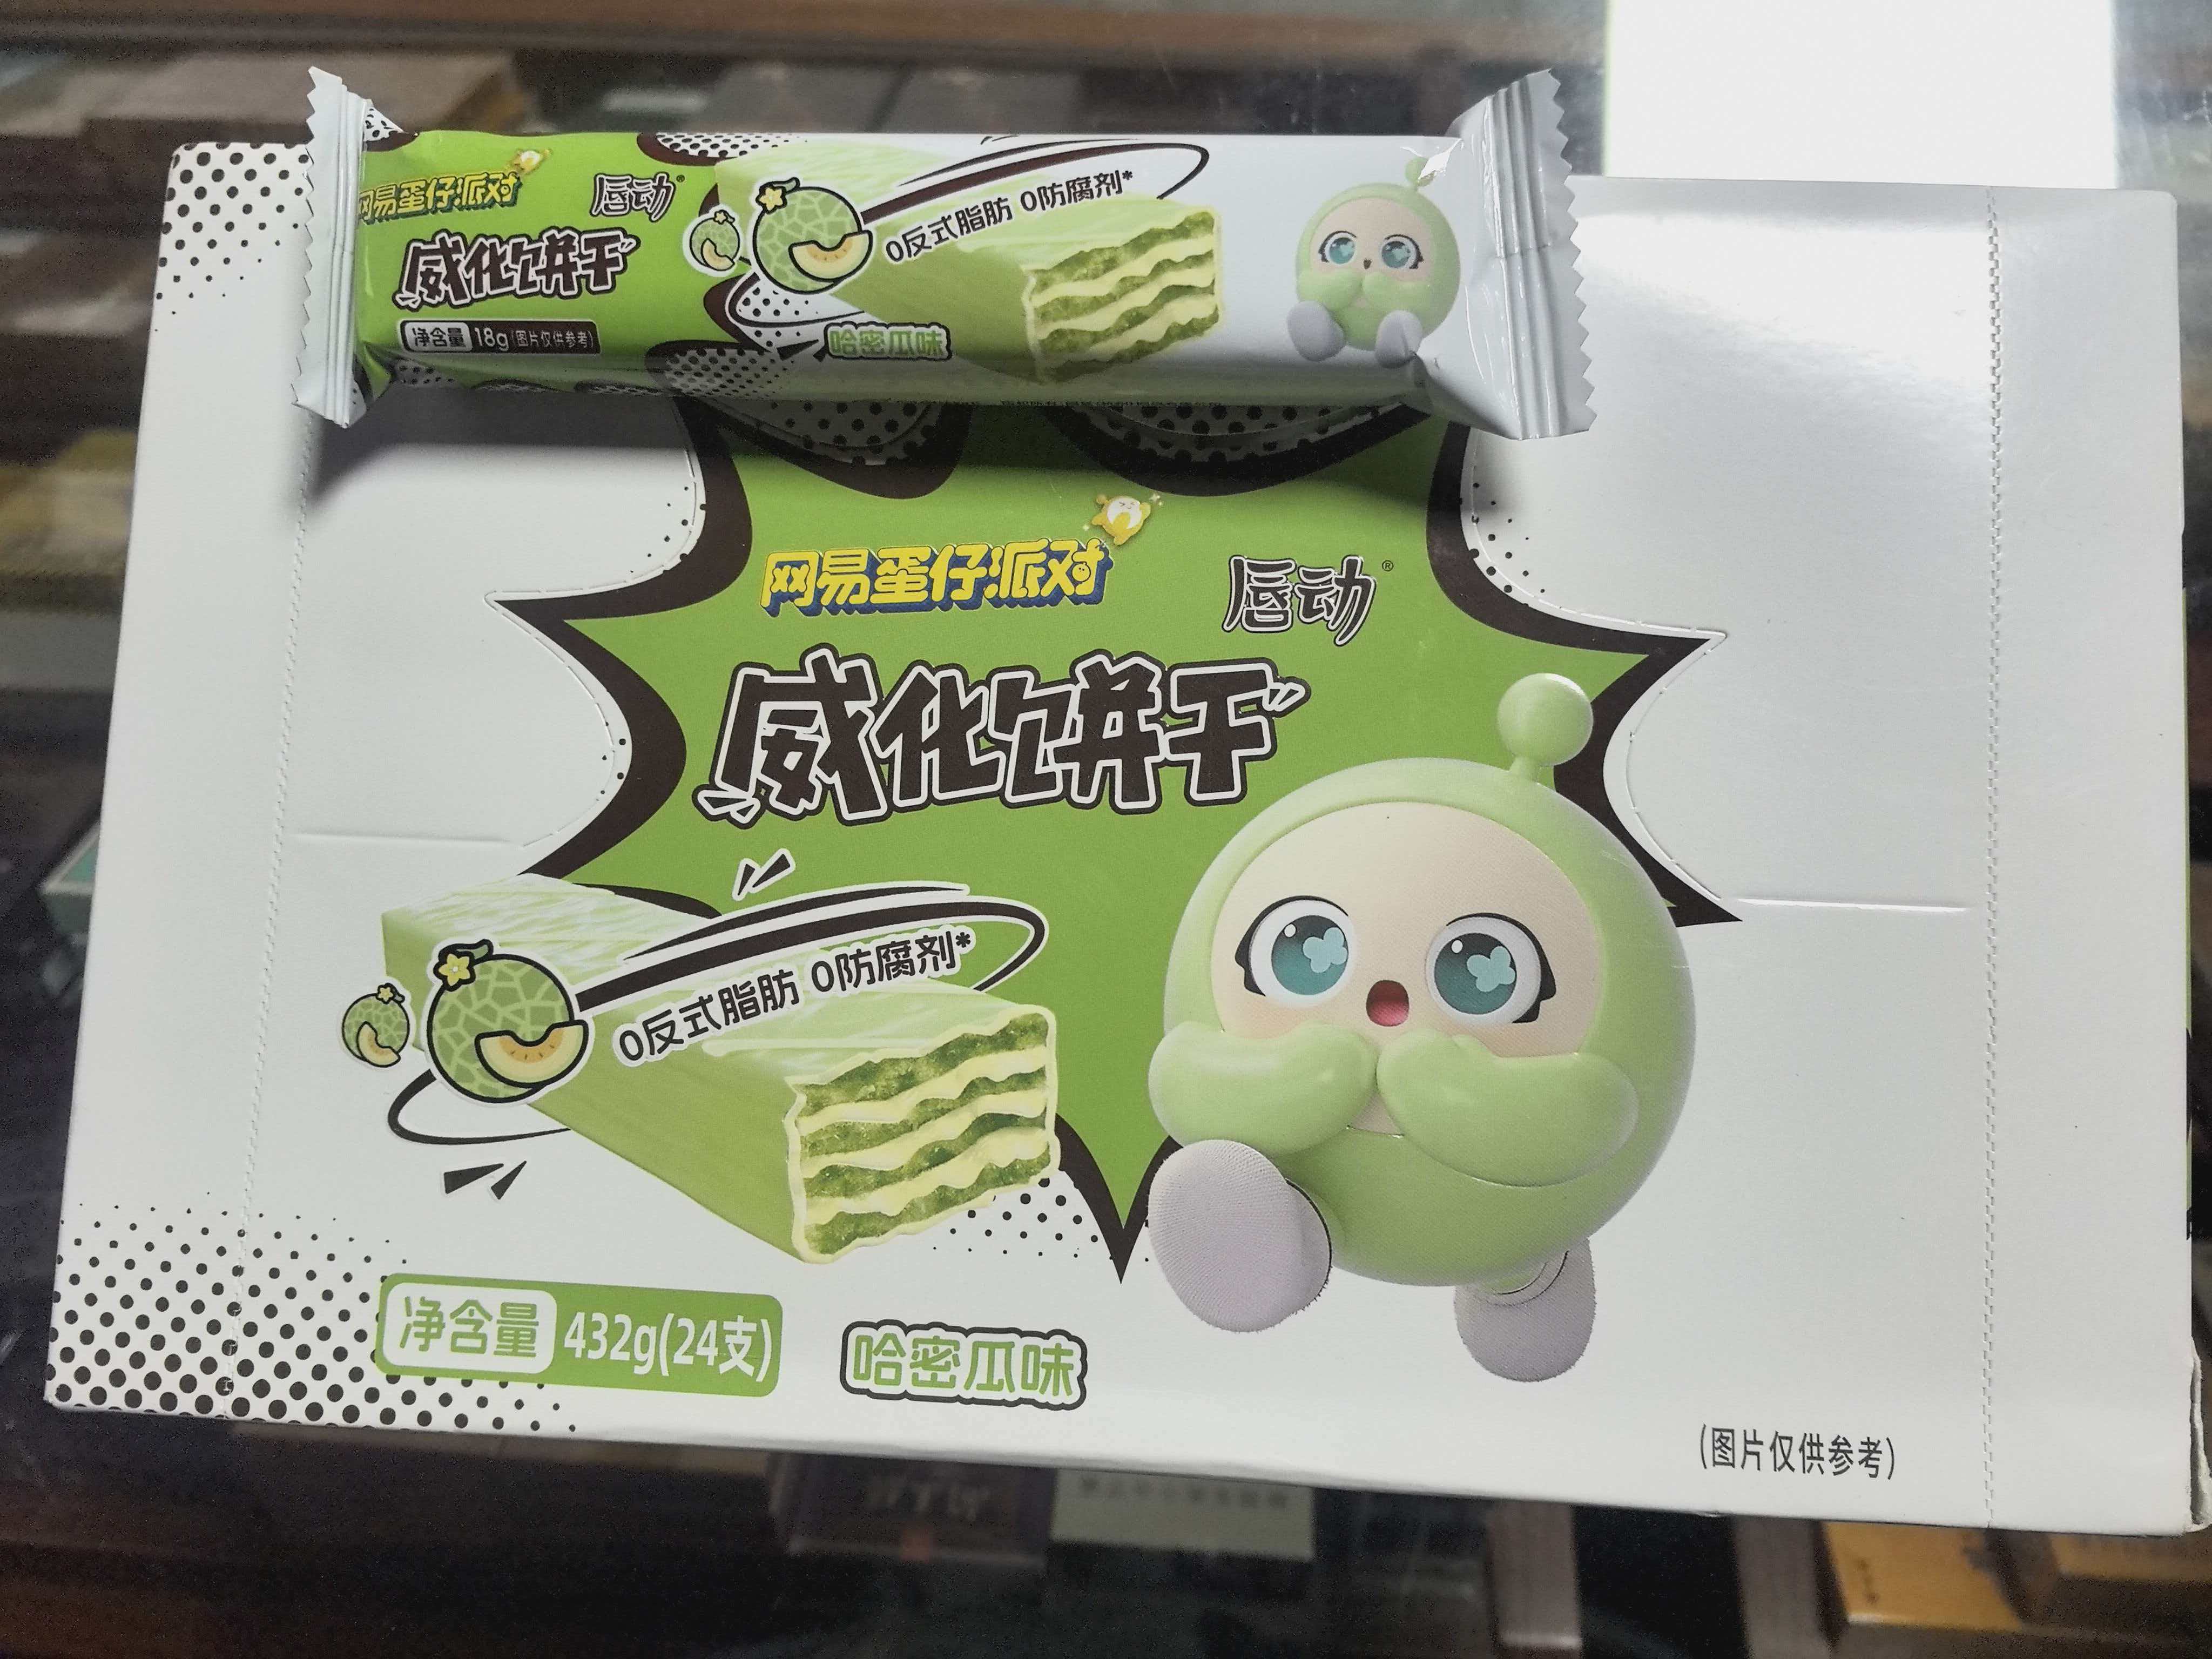 网易蛋仔派对
唇动®
威化饼干
净含量 18g(图片仅供参考)
0反式脂肪 0防腐剂*
哈密瓜味
网易蛋仔派对
唇动®
威化饼干
0反式脂肪 0防腐剂*
净含量 432g(24支)
哈密瓜味
(图片仅供参考)